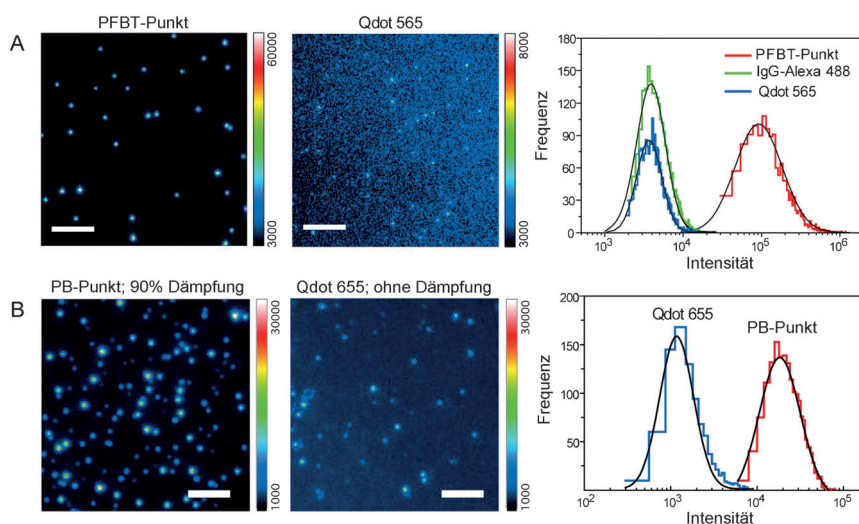 A
PFBT-Punkt
60000
3000
Qdot 565
8000
3000
Frequenz
180
150
120
90
60
30
0
PFBT-Punkt
IgG-Alexa 488
Qdot 565
10³ 10⁴ 10⁵ 10⁶
Intensität
B
PB-Punkt; 90% Dämpfung
30000
1000
Qdot 655; ohne Dämpfung
30000
1000
Frequenz
200
150
100
50
Qdot 655
PB-Punkt
10² 10³ 10⁴ 10⁵
Intensität